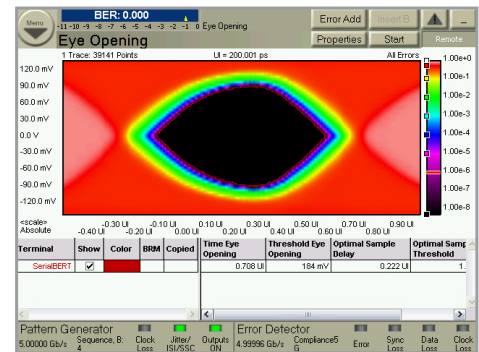 Menu
BER: 0.000
-11 -10 -9 -8 -7 -6 -5 -4 -3 -2 -1 0 Eye Opening
Error Add
Insert B
Eye Opening
Properties
Start
Remote
1 Trace: 39141 Points
UI = 200.001 ps
All Errors
120.0 mV
90.0 mV
60.0 mV
30.0 mV
0.0 V
-30.0 mV
-60.0 mV
-90.0 mV
-120.0 mV
1.00e+0
1.00e-1
1.00e-2
1.00e-3
1.00e-4
1.00e-5
1.00e-6
1.00e-7
1.00e-8
<scale>
Absolute
-0.40 UI -0.30 UI -0.20 UI -0.10 UI 0.00 UI 0.10 UI 0.20 UI 0.30 UI 0.40 UI 0.50 UI 0.60 UI 0.70 UI 0.80 UI 0.90 UI
Terminal Show Color BRM Copied Time Eye Opening Threshold Eye Opening Optimal Sample Delay Optimal Samp Threshold
SerialBERT 0.708 UI 184 mV 0.222 UI 1.
Pattern Generator
5.00000 Gb/s
Sequence, B: 4
Clock Loss
Jitter/ ISI/SSC
Outputs ON
Error Detector
4.99996 Gb/s
Compliance5 G
Error
Sync Loss
Data Loss
Clock Loss